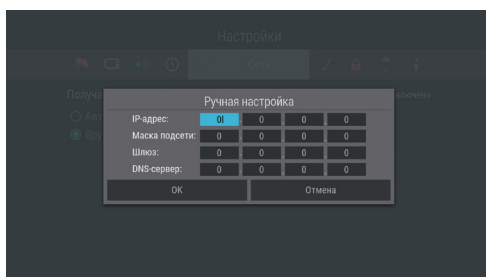 Настройки
Сеть
Ручная настройка
IP-адрес: 0 . 0 . 0 . 0
Маска подсети: 0 . 0 . 0 . 0
Шлюз: 0 . 0 . 0 . 0
DNS-сервер: 0 . 0 . 0 . 0
OK Отмена